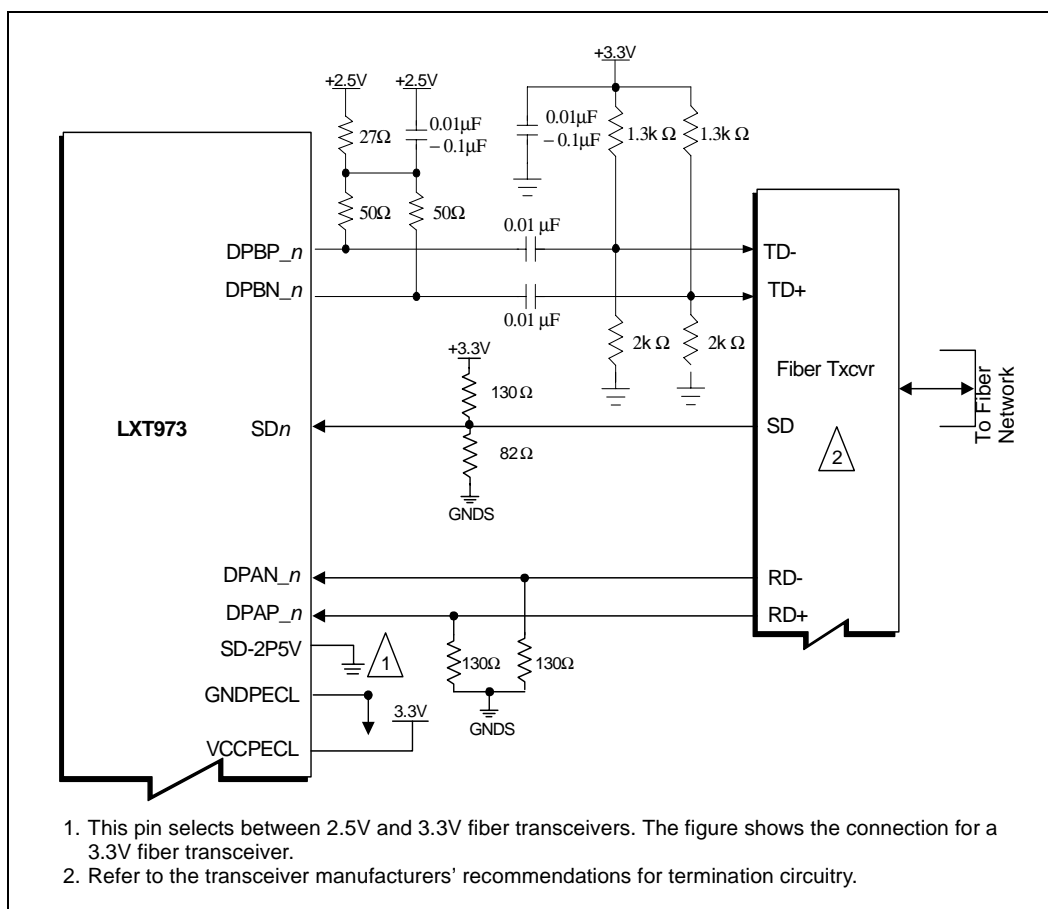 +3.3V
+2.5V +2.5V
27Ω
0.01µF
– 0.1µF
0.01µF
– 0.1µF
1.3k Ω 1.3k Ω
50Ω 50Ω
0.01 µF
DPBP_n
TD-
DPBN_n
TD+
0.01 µF
2k Ω 2k Ω
+3.3V
130Ω
Fiber Txcvr
LXT973
SDn
SD
82Ω
2
GNDS
To Fiber
Network
DPAN_n
RD-
DPAP_n
RD+
SD-2P5V
1
130Ω 130Ω
GNDPECL
GNDS
3.3V
VCCPECL
1. This pin selects between 2.5V and 3.3V fiber transceivers. The figure shows the connection for a
3.3V fiber transceiver.
2. Refer to the transceiver manufacturers' recommendations for termination circuitry.